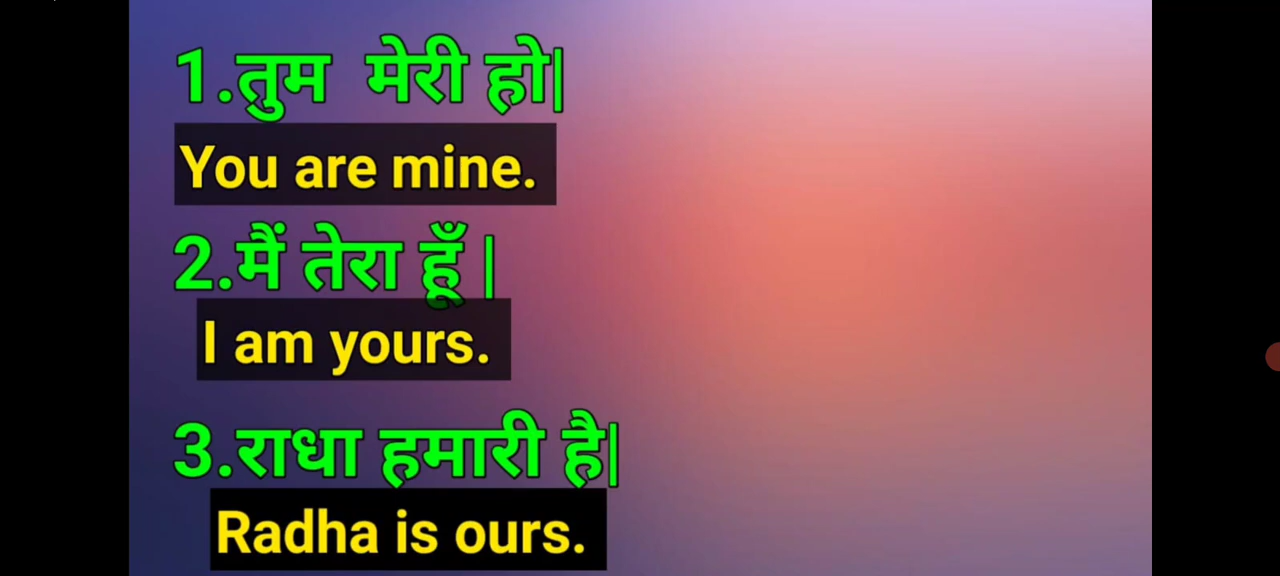 1.तुम मेरी हो|
You are mine.
2.मैं तेरा हूँ |
I am yours.
3.राधा हमारी है|
Radha is ours.